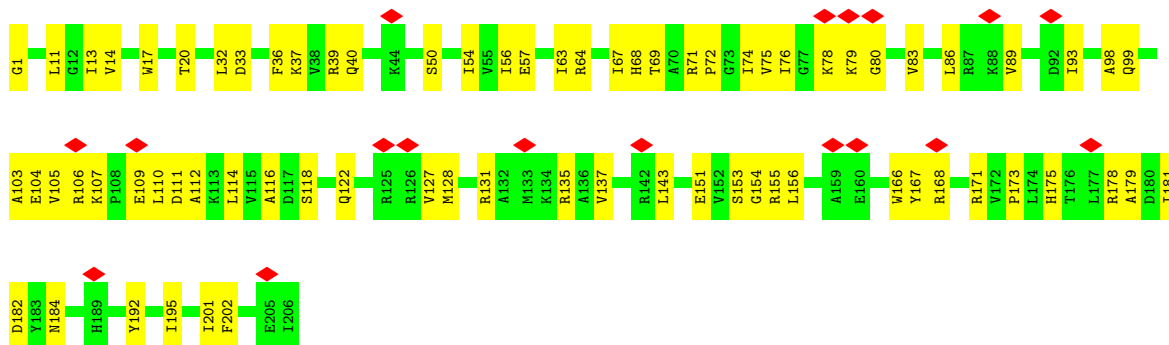 G1 L11 G12 I13 V14 W17 T20 L32 D33 F36 K37 V38 R39 Q40 K44 S50 I54 V55 I56 E57 I63 R64 I67 H68 T69 A70 R71 P72 G73 I74 V75 I76 G77 K78 K79 G80 V83 L86 R87 K88 V89 D92 I93 A98 Q99
A103 E104 V105 R106 K107 P108 E109 L110 D111 A112 K113 L114 V115 A116 D117 S118 Q122 R125 R126 V127 M128 R131 A132 M133 K134 R135 A136 V137 R142 L143 E151 V152 S153 G154 R155 L156 A159 E160 W166 Y167 R168 R171 V172 P173 L174 H175 T176 L177 R178 A179 D180 I181
D182 Y183 N184 H189 Y192 I195 I201 F202 E205 I206